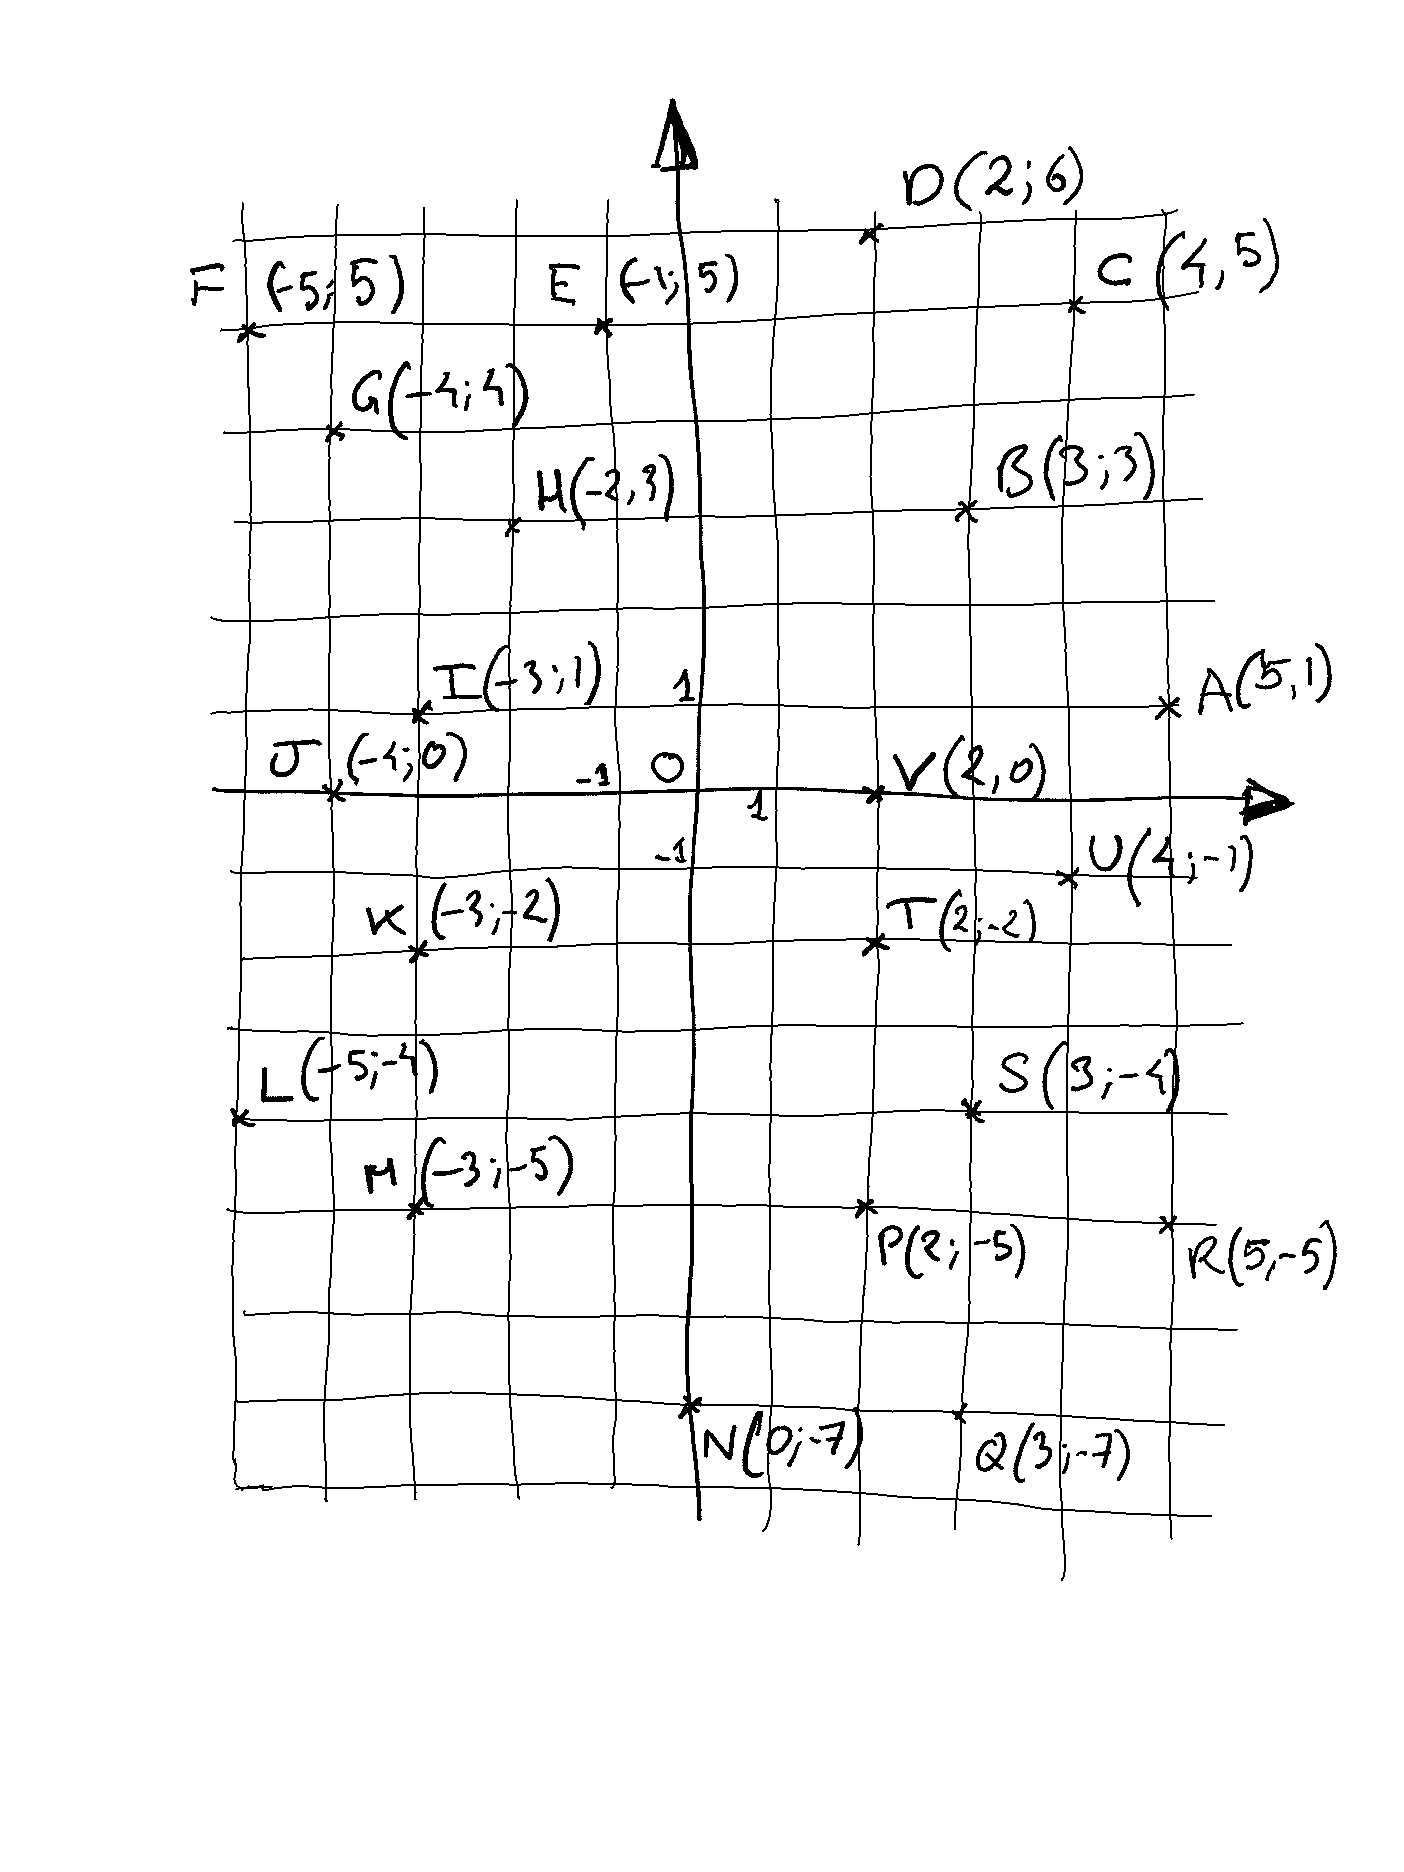 D(2;6)
F (-5;5) E (-1;5) C (4,5)
G(-4;4)
H(-2,3) B(3;3)
I(-3;1) 1 A(5,1)
J (-4;0) -1 O 1 V(2,0)
-1 U(4;-1)
K (-3;-2) T(2;-2)
L(-5;-4) S(3;-4)
M (-3;-5)
P(2;-5) R(5,-5)
N(0;-7) Q(3;-7)